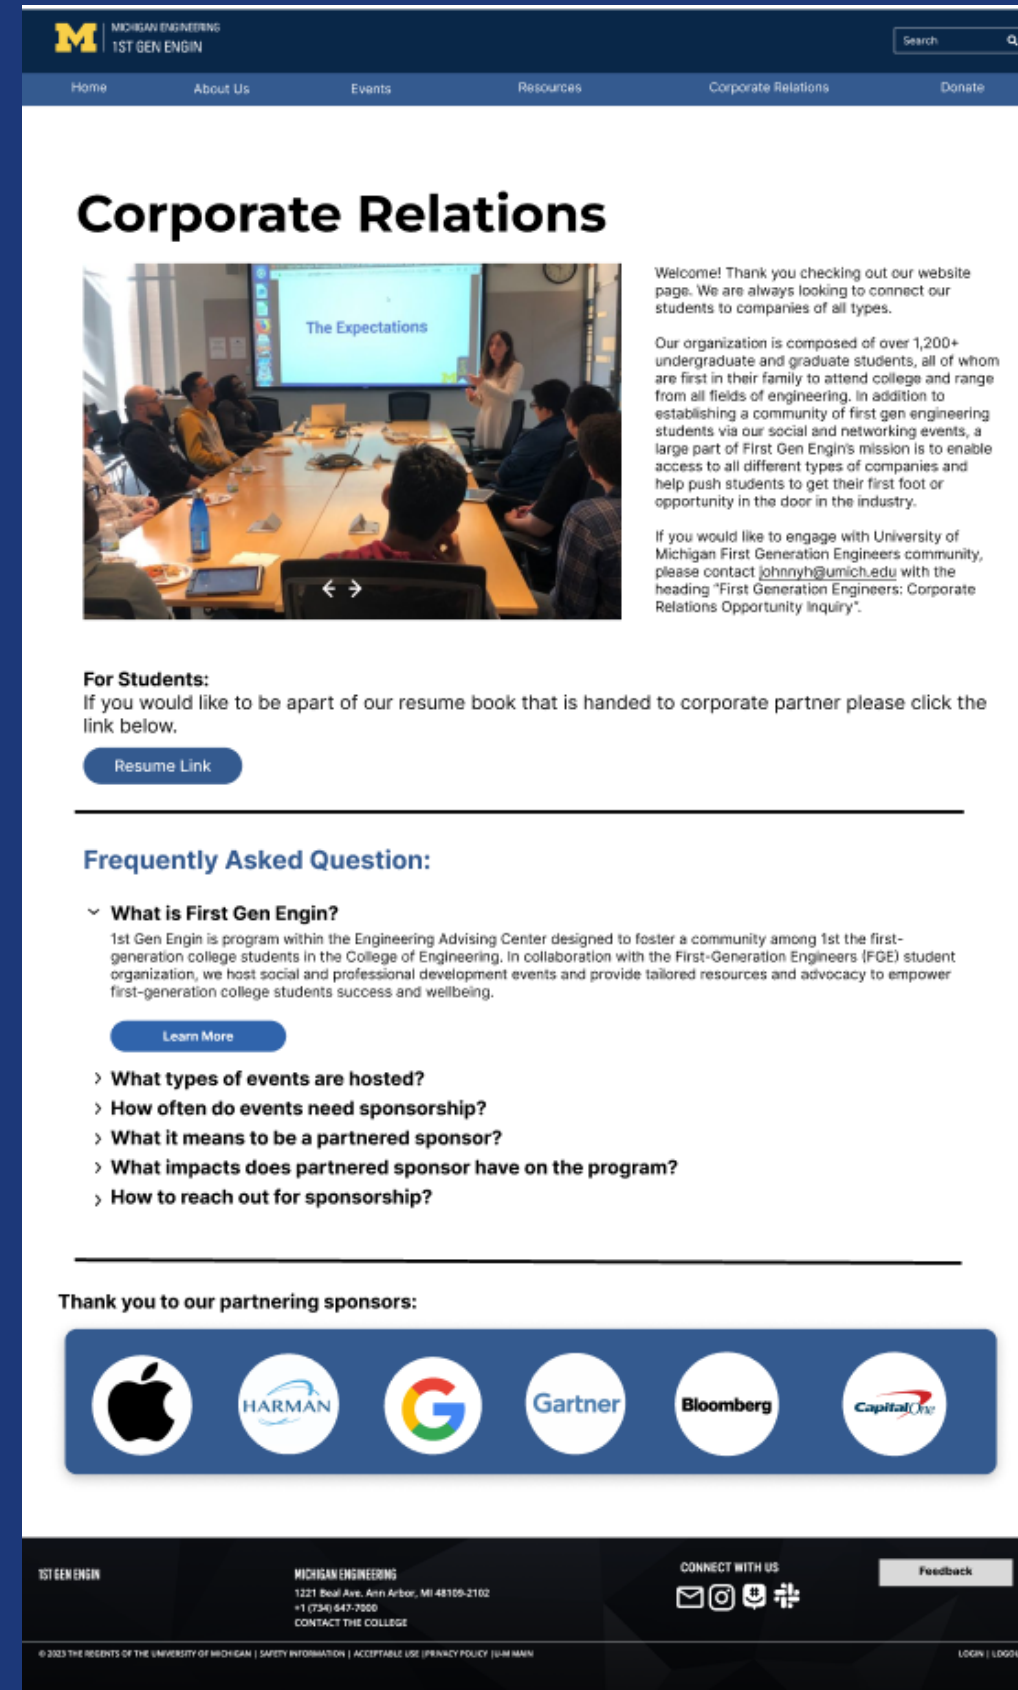 MICHIGAN ENGINEERING
1ST GEN ENGIN
Search
Home
About Us
Events
Resources
Corporate Relations
Donate
Corporate Relations
The Expectations
Welcome! Thank you checking out our website
page. We are always looking to connect our
students to companies of all types.
Our organization is composed of over 1,200+
undergraduate and graduate students, all of whom
are first in their family to attend college and range
from all fields of engineering. In addition to
establishing a community of first gen engineering
students via our social and networking events, a
large part of First Gen Engin's mission is to enable
access to all different types of companies and
help push students to get their first foot or
opportunity in the door in the industry.
If you would like to engage with University of
Michigan First Generation Engineers community,
please contact johnnyh@umich.edu with the
heading "First Generation Engineers: Corporate
Relations Opportunity Inquiry".
For Students:
If you would like to be apart of our resume book that is handed to corporate partner please click the
link below.
Resume Link
Frequently Asked Question:
What is First Gen Engin?
1st Gen Engin is program within the Engineering Advising Center designed to foster a community among 1st the first-
generation college students in the College of Engineering. In collaboration with the First-Generation Engineers (FGE) student
organization, we host social and professional development events and provide tailored resources and advocacy to empower
first-generation college students success and wellbeing.
Learn More
What types of events are hosted?
How often do events need sponsorship?
What it means to be a partnered sponsor?
What impacts does partnered sponsor have on the program?
How to reach out for sponsorship?
Thank you to our partnering sponsors:
HARMAN
Gartner
Bloomberg
CapitalOne
1ST GEN ENGIN
MICHIGAN ENGINEERING
1221 Beal Ave. Ann Arbor, MI 48109-2102
+1 (734) 647-7000
CONTACT THE COLLEGE
CONNECT WITH US
Feedback
© 2023 THE REGENTS OF THE UNIVERSITY OF MICHIGAN | SAFETY INFORMATION | ACCEPTABLE USE |PRIVACY POLICY |U-M MAIN
LOGIN | LOGOU